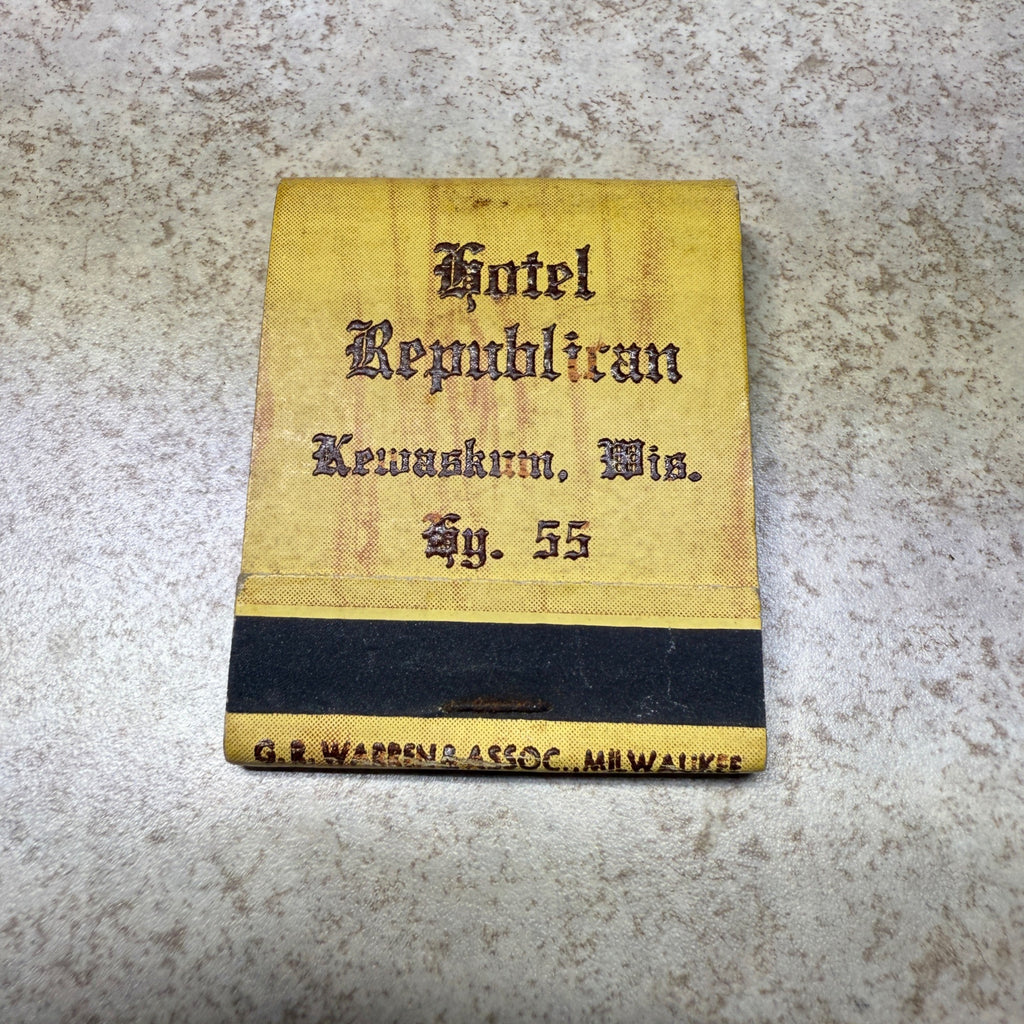 Hotel
Republican
Kewaskum, Wis.
Hy. 55
G. R. WARREN & ASSOC., MILWAUKEE